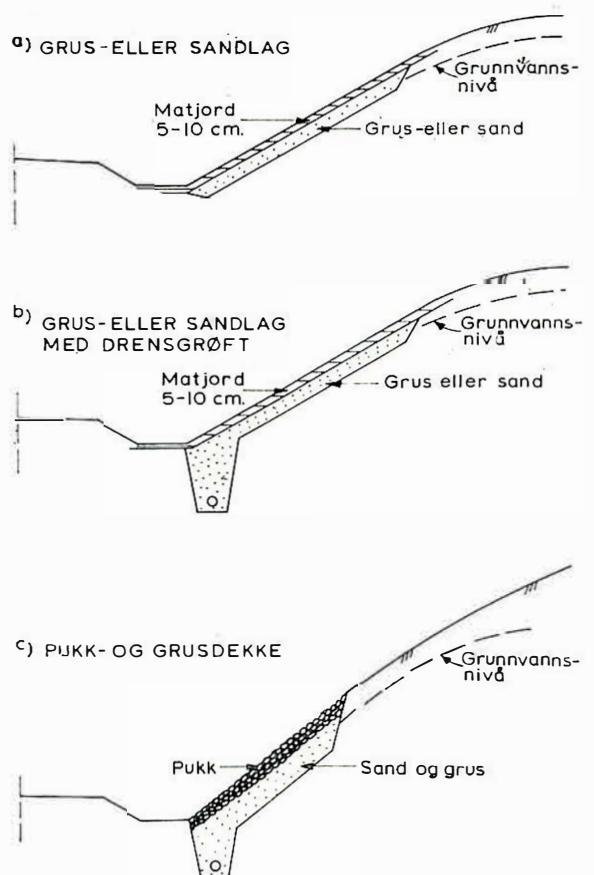 a) GRUS-ELLER SANDLAG
Grunnvanns-
nivå
Matjord
5-10 cm.
Grus-eller sand
b) GRUS-ELLER SANDLAG
MED DRENSGRØFT
Grunnvanns-
nivå
Matjord
5-10 cm.
Grus eller sand
c) PUKK-OG GRUSDEKKE
Grunnvanns-
nivå
Pukk
Sand og grus